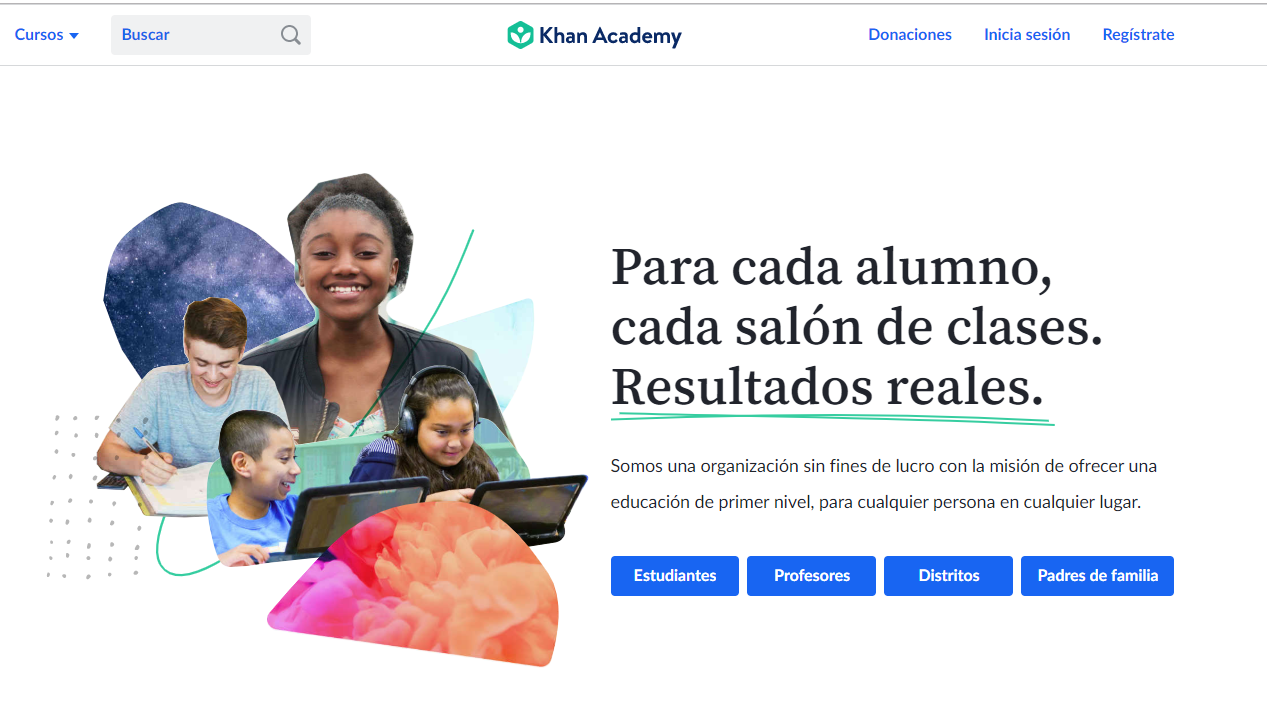 Cursos
Buscar
Khan Academy
Donaciones
Inicia sesión
Regístrate
Para cada alumno,
cada salón de clases.
Resultados reales.
Somos una organización sin fines de lucro con la misión de ofrecer una
educación de primer nivel, para cualquier persona en cualquier lugar.
Estudiantes
Profesores
Distritos
Padres de familia